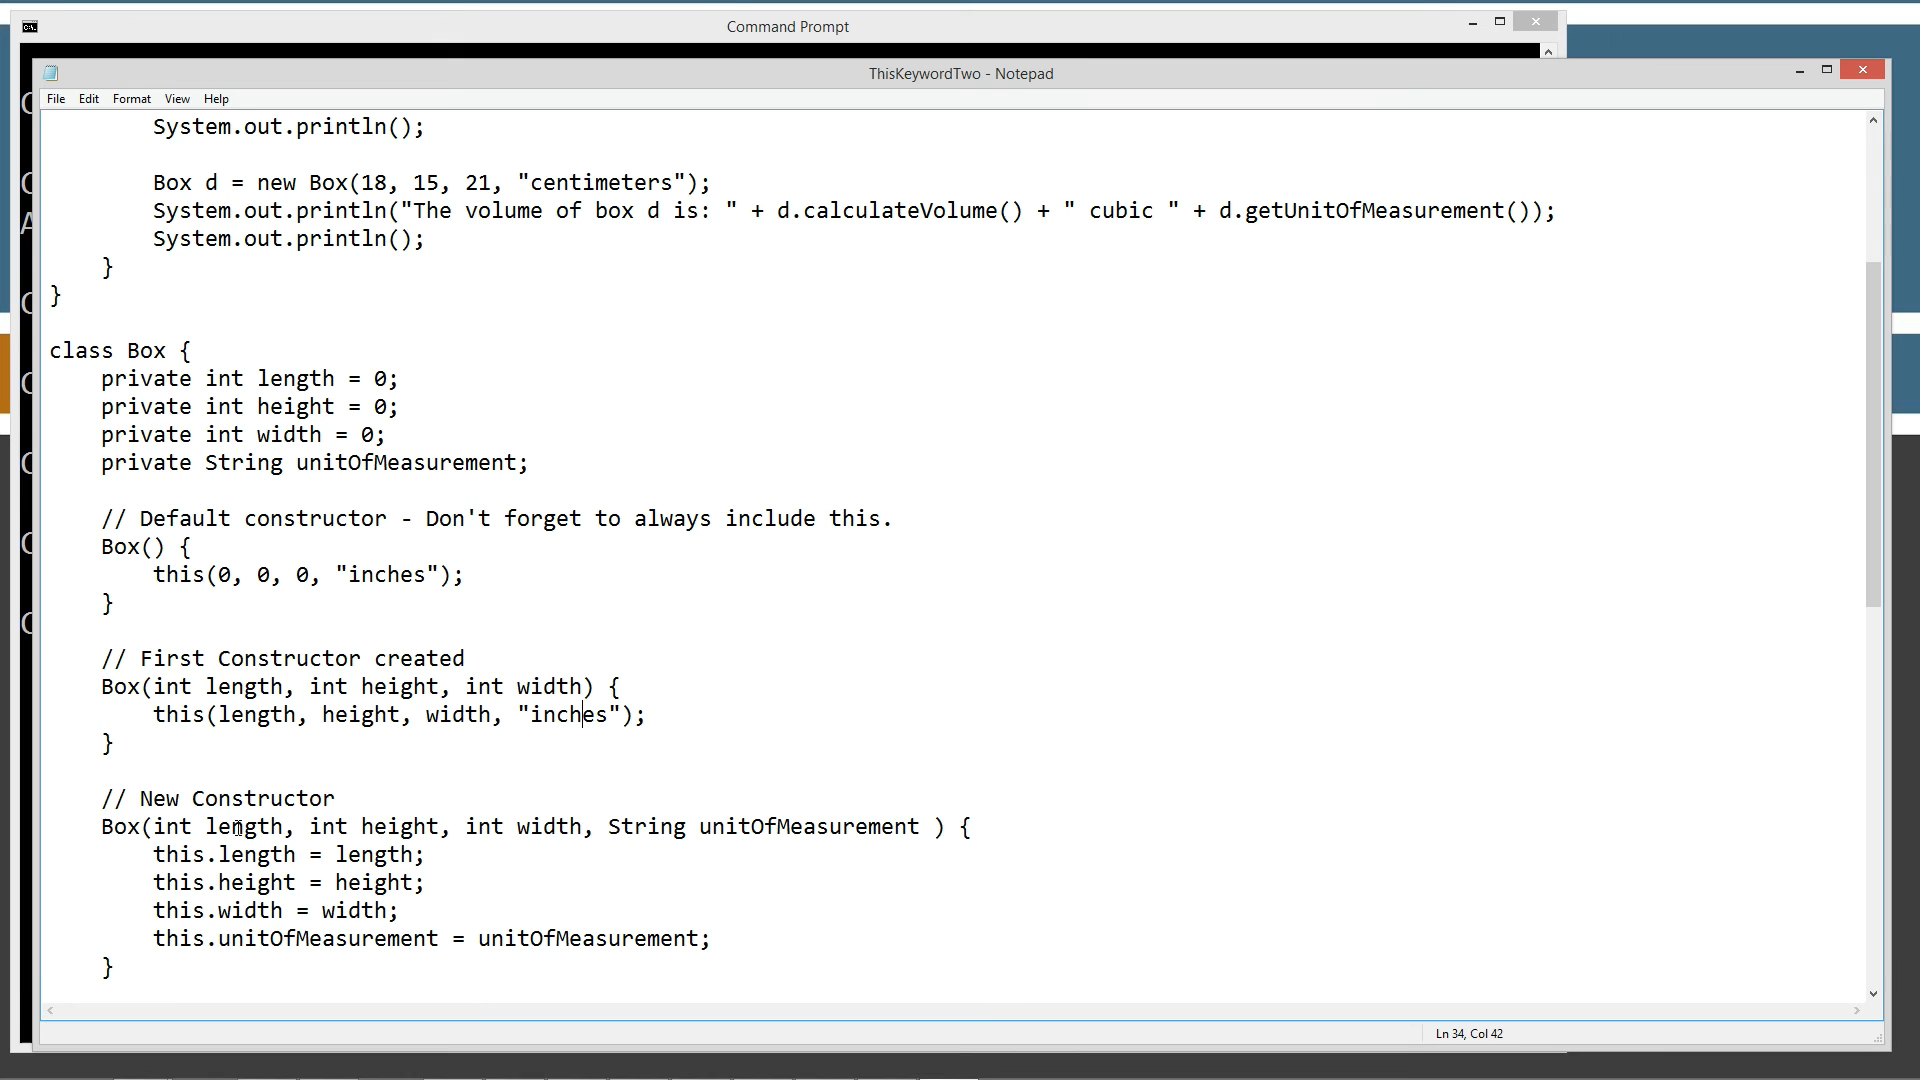 Command Prompt
ThisKeywordTwo - Notepad
File Edit Format View Help
System.out.println();
Box d = new Box(18, 15, 21, "centimeters");
System.out.println("The volume of box d is: " + d.calculateVolume() + " cubic " + d.getUnitOfMeasurement());
System.out.println();
}
}
class Box {
private int length = 0;
private int height = 0;
private int width = 0;
private String unitOfMeasurement;
// Default constructor - Don't forget to always include this.
Box() {
this(0, 0, 0, "inches");
}
// First Constructor created
Box(int length, int height, int width) {
this(length, height, width, "inches");
}
// New Constructor
Box(int length, int height, int width, String unitOfMeasurement ) {
this.length = length;
this.height = height;
this.width = width;
this.unitOfMeasurement = unitOfMeasurement;
}
Ln 34, Col 42